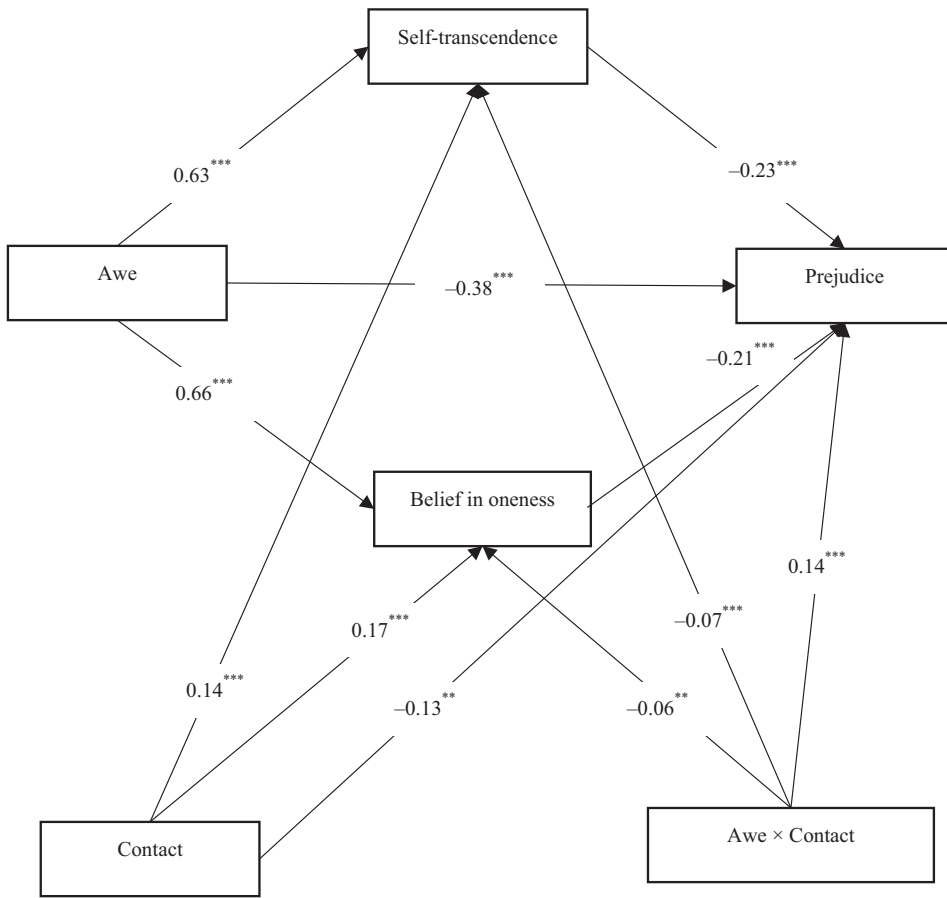 Self-transcendence
0.63***
–0.23***
Awe
–0.38***
Prejudice
0.66***
–0.21***
Belief in oneness
0.17***
–0.07***
0.14***
0.14***
–0.13**
–0.06**
Contact
Awe × Contact